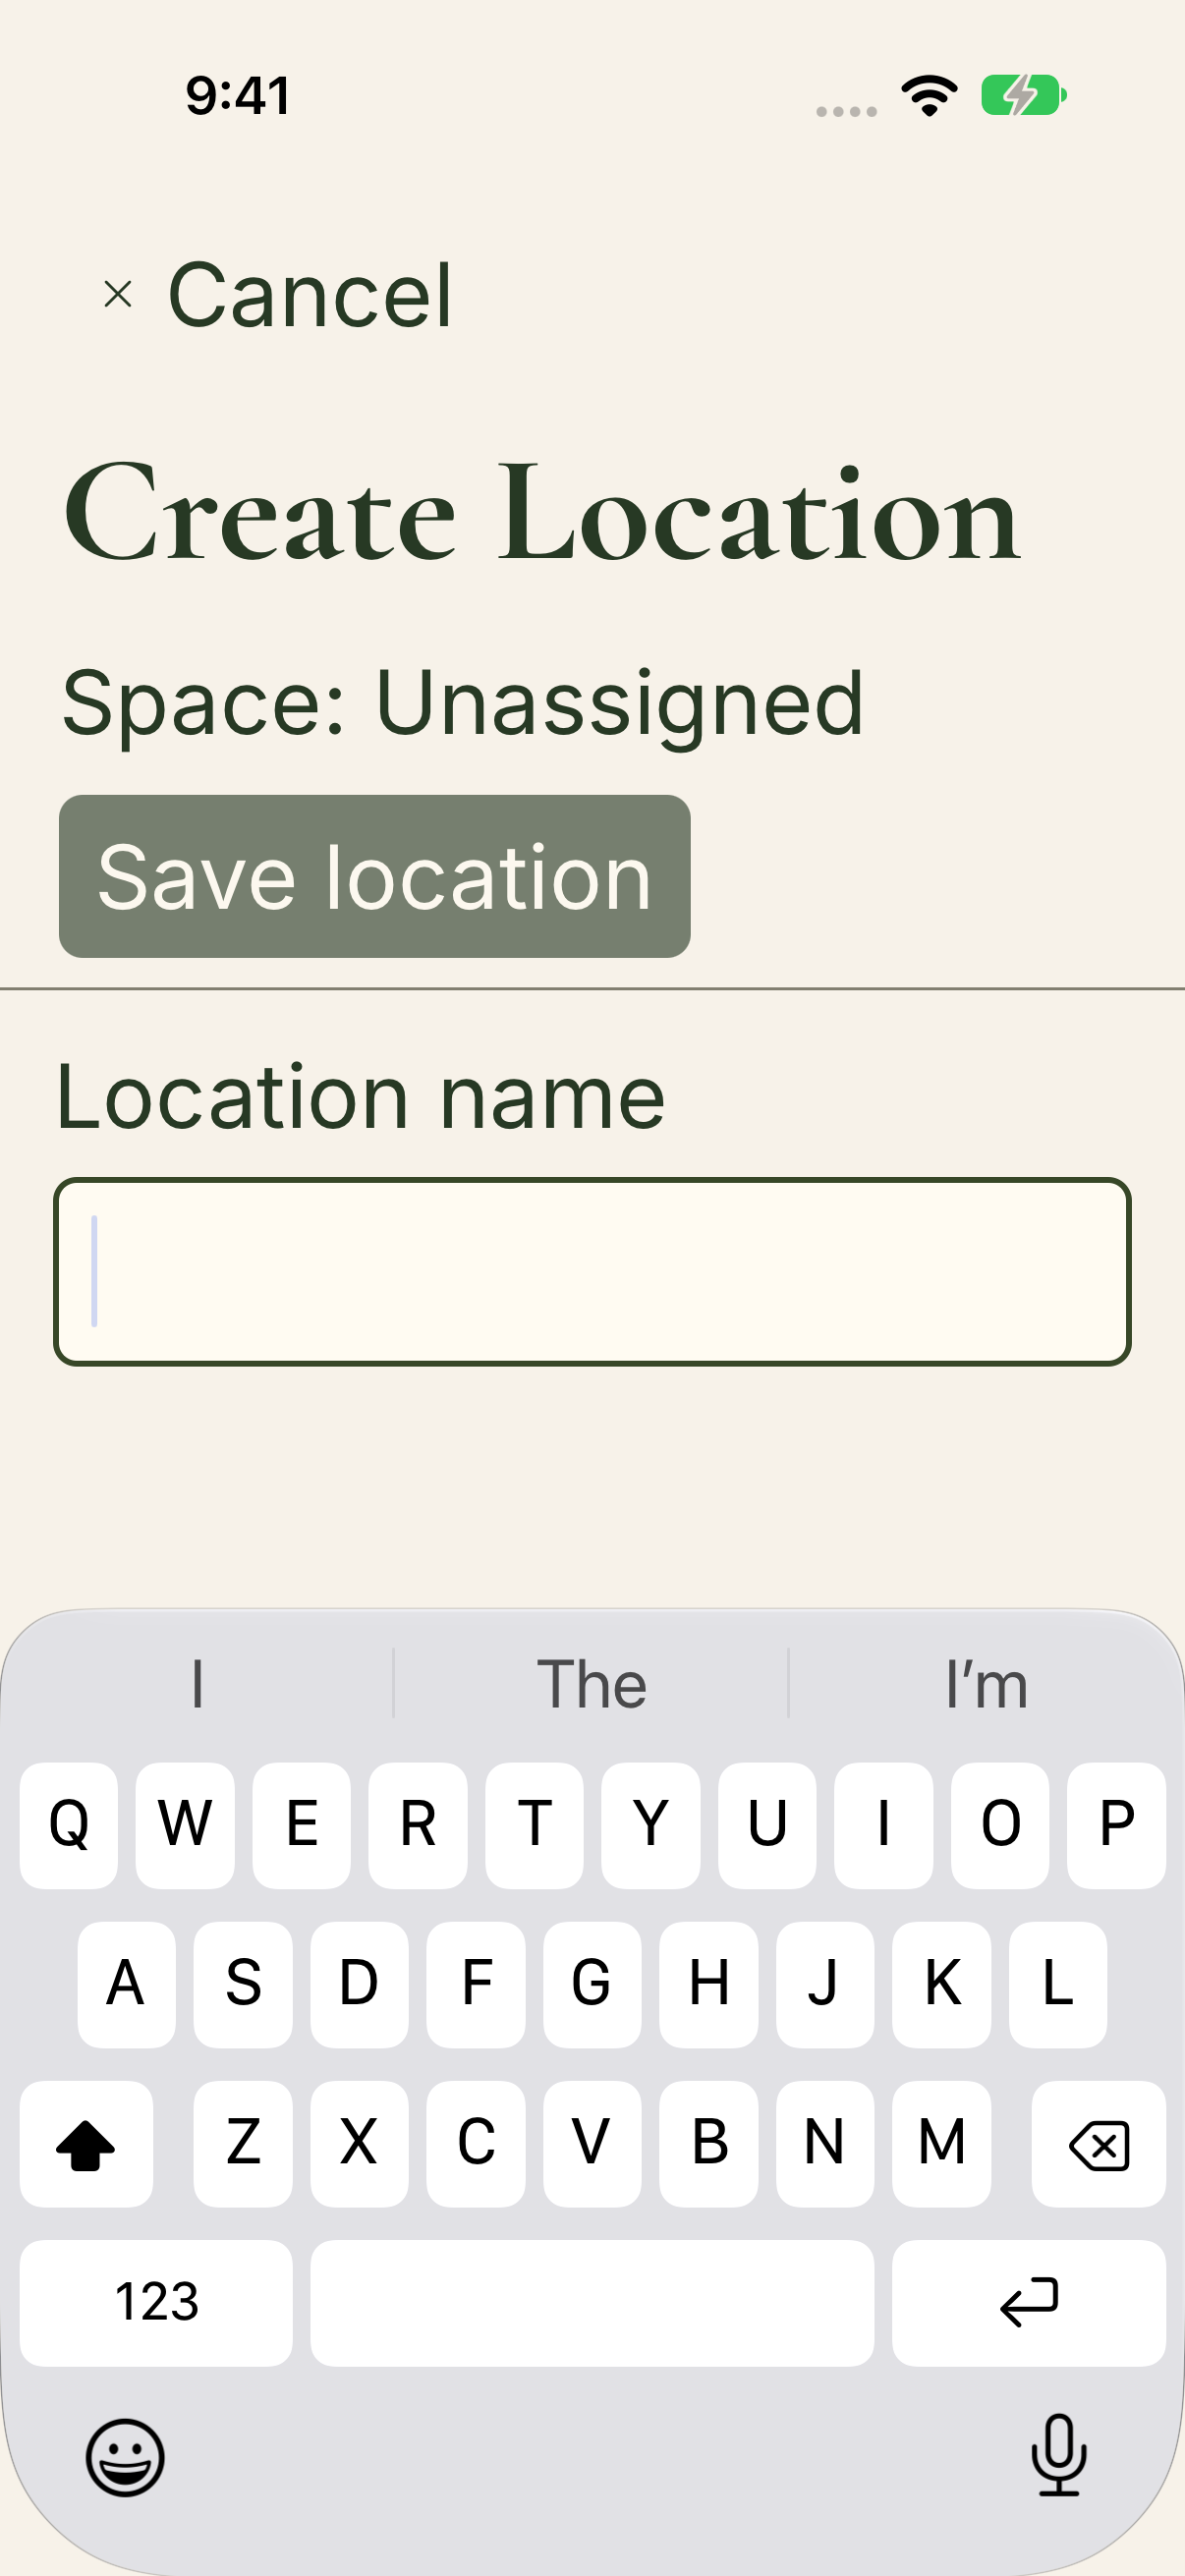 9:41
Cancel
Create Location
Space: Unassigned
Save location
Location name
I The I’m
Q W E R T Y U I O P
A S D F G H J K L
Z X C V B N M
123